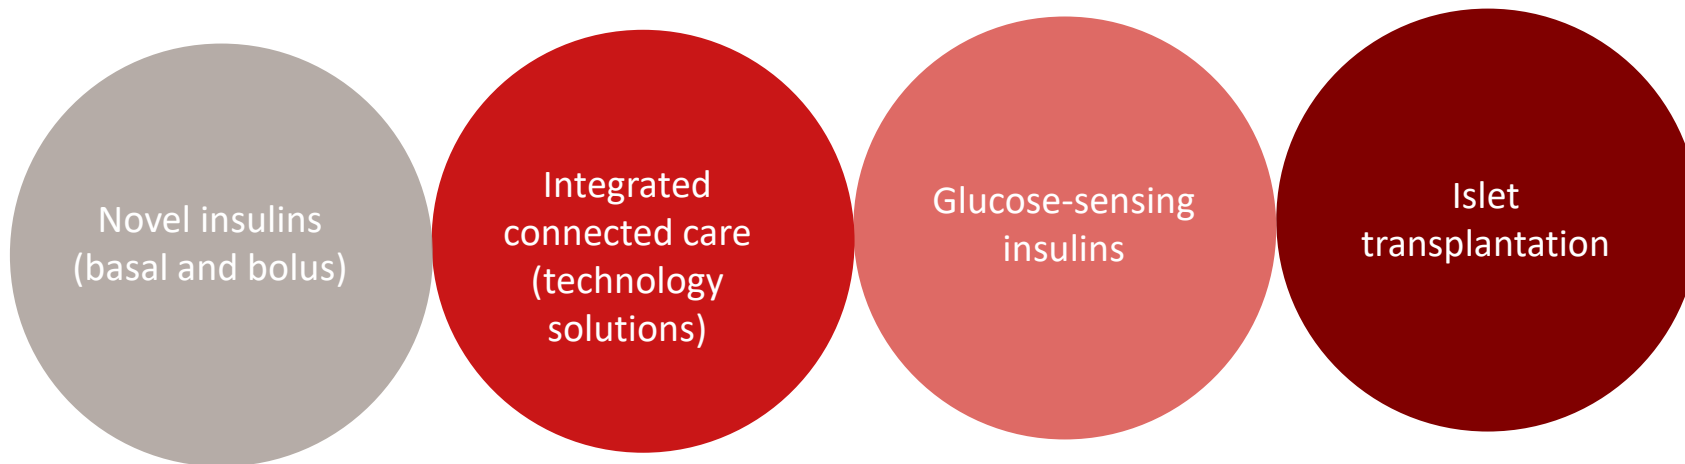 Novel insulins
(basal and bolus)
Integrated
connected care
(technology
solutions)
Glucose-sensing
insulins
Islet
transplantation